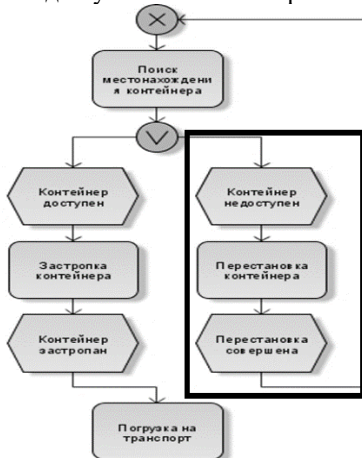 Поиск
местонахождени
я контейнера
Контейнер
доступен
Контейнер
недоступен
Застропка
контейнера
Перестановка
контейнера
Контейнер
застропан
Перестановка
совершена
Погрузка на
транспорт